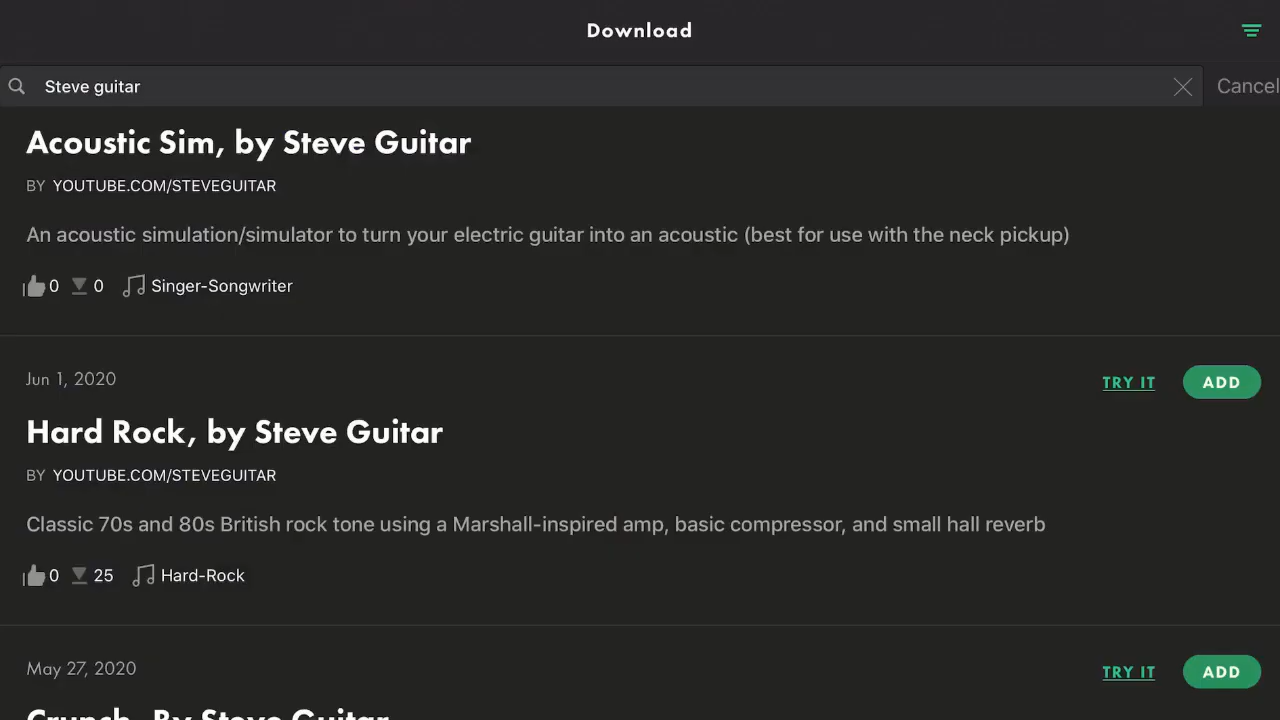 Download
Steve guitar
Cancel
Acoustic Sim, by Steve Guitar
BY YOUTUBE.COM/STEVEGUITAR
An acoustic simulation/simulator to turn your electric guitar into an acoustic (best for use with the neck pickup)
0 0 Singer-Songwriter
Jun 1, 2020
TRY IT ADD
Hard Rock, by Steve Guitar
BY YOUTUBE.COM/STEVEGUITAR
Classic 70s and 80s British rock tone using a Marshall-inspired amp, basic compressor, and small hall reverb
0 25 Hard-Rock
May 27, 2020
TRY IT ADD
Crunch, By Steve Guitar